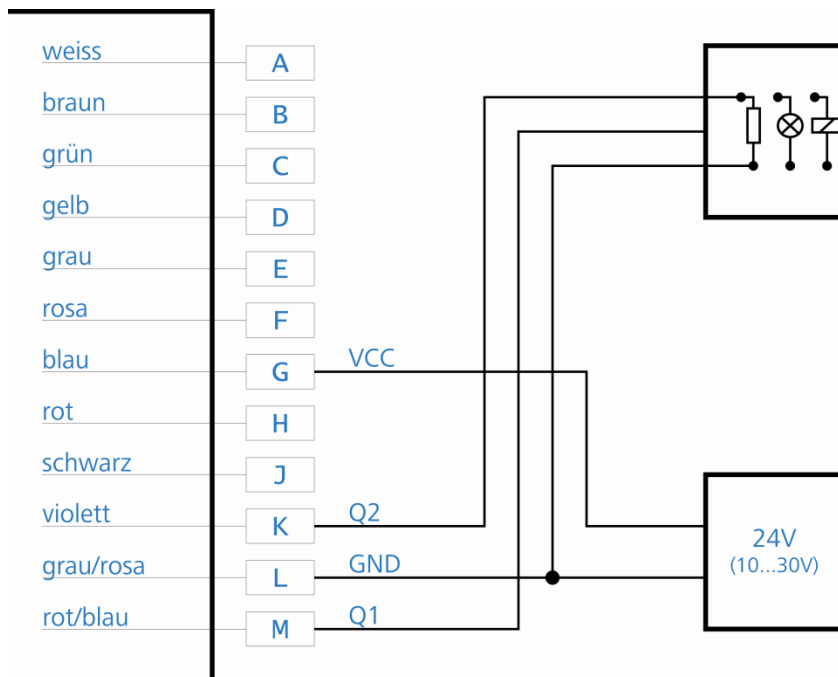 weiss A
braun B
grün C
gelb D
grau E
rosa F
blau G VCC
rot H
schwarz J
violett K Q2
grau/rosa L GND
rot/blau M Q1
24V
(10...30V)